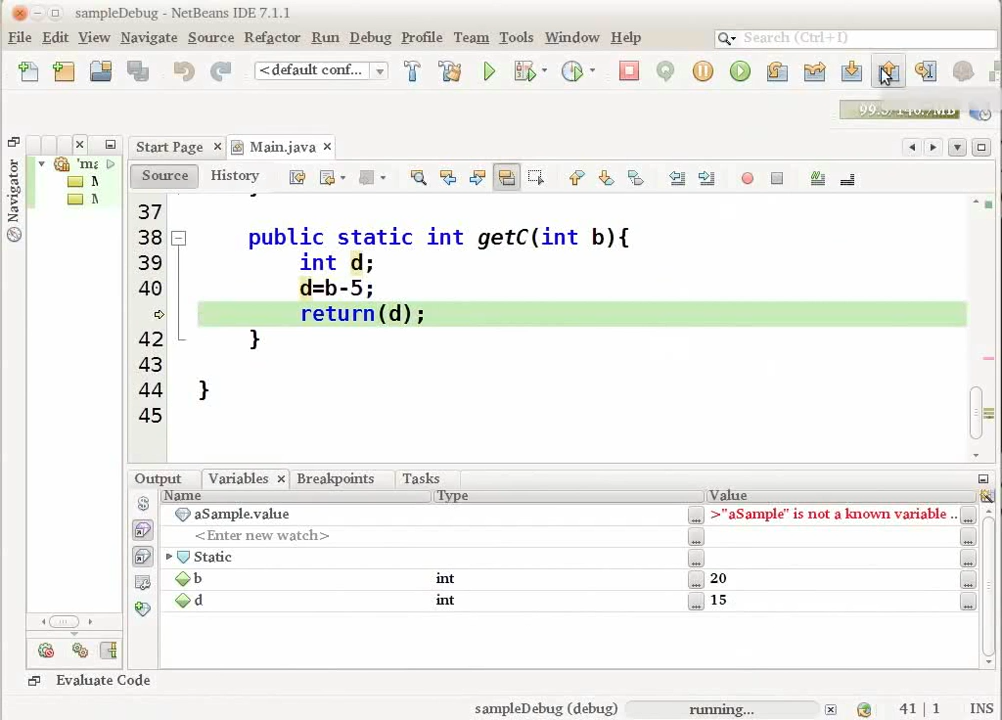 sampleDebug - NetBeans IDE 7.1.1
File Edit View Navigate Source Refactor Run Debug Profile Team Tools Window Help Search (Ctrl+I)
<default conf...
Start Page Main.java
Navigator
Source History
37
38 public static int getC(int b){
39 int d;
40 d=b-5;
return(d);
42 }
43
44 }
45
Output Variables Breakpoints Tasks
Name Type Value
aSample.value >"aSample" is not a known variable ..
<Enter new watch>
Static
b int 20
d int 15
Evaluate Code
sampleDebug (debug) running... 41 | 1 INS